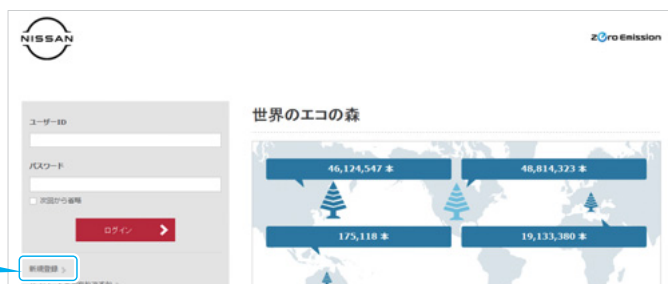 NISSAN
Zero Emission
ユーザーID
パスワード
次回から省略
ログイン
新規登録 >
世界のエコの森
46,124,547 本
48,814,323 本
175,118 本
19,133,380 本